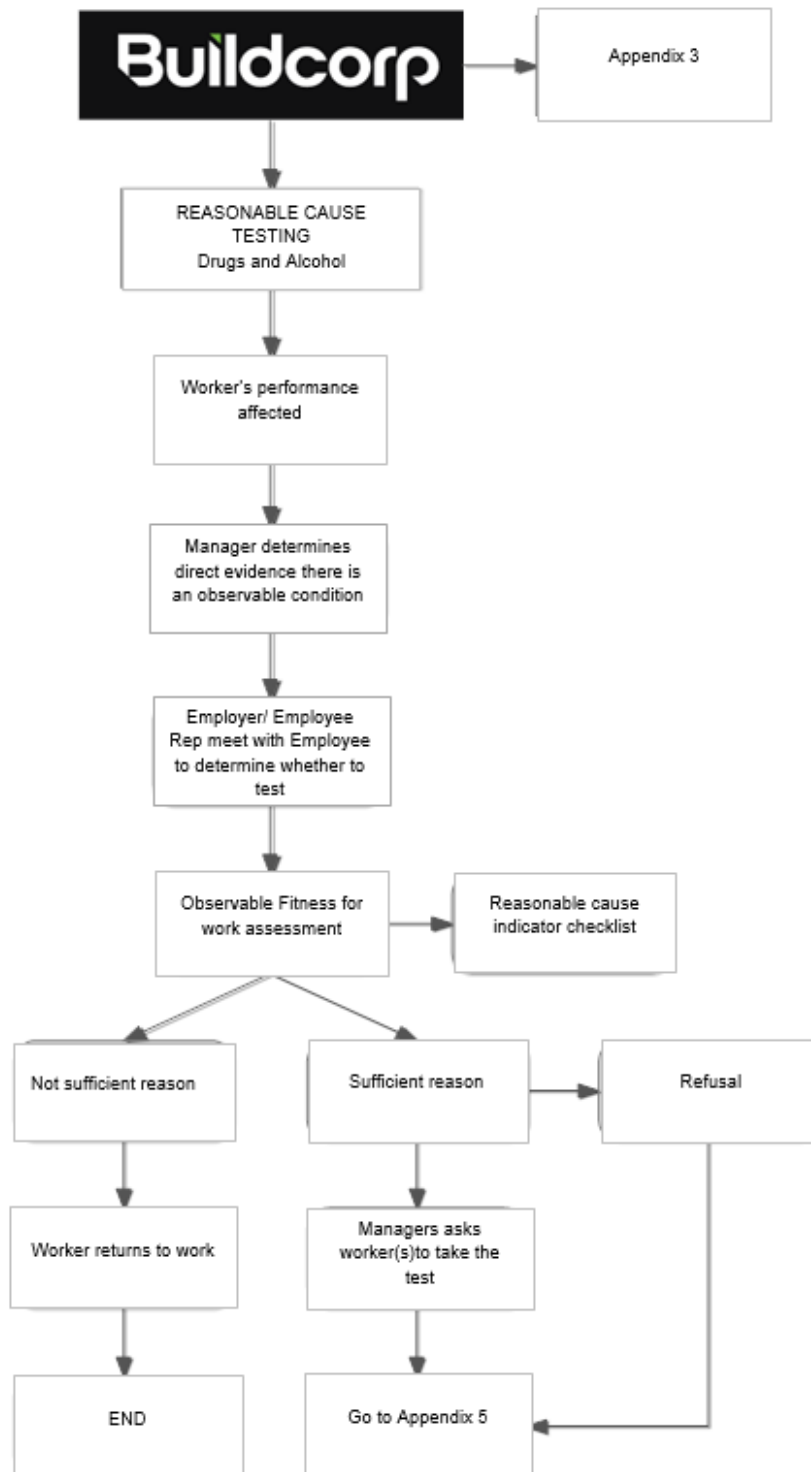 Buildcorp
Appendix 3
REASONABLE CAUSE
TESTING
Drugs and Alcohol
Worker's performance
affected
Manager determines
direct evidence there is
an observable condition
Employer/ Employee
Rep meet with Employee
to determine whether to
test
Observable Fitness for
work assessment
Reasonable cause
indicator checklist
Not sufficient reason
Sufficient reason
Refusal
Worker returns to work
Managers asks
worker(s)to take the
test
END
Go to Appendix 5